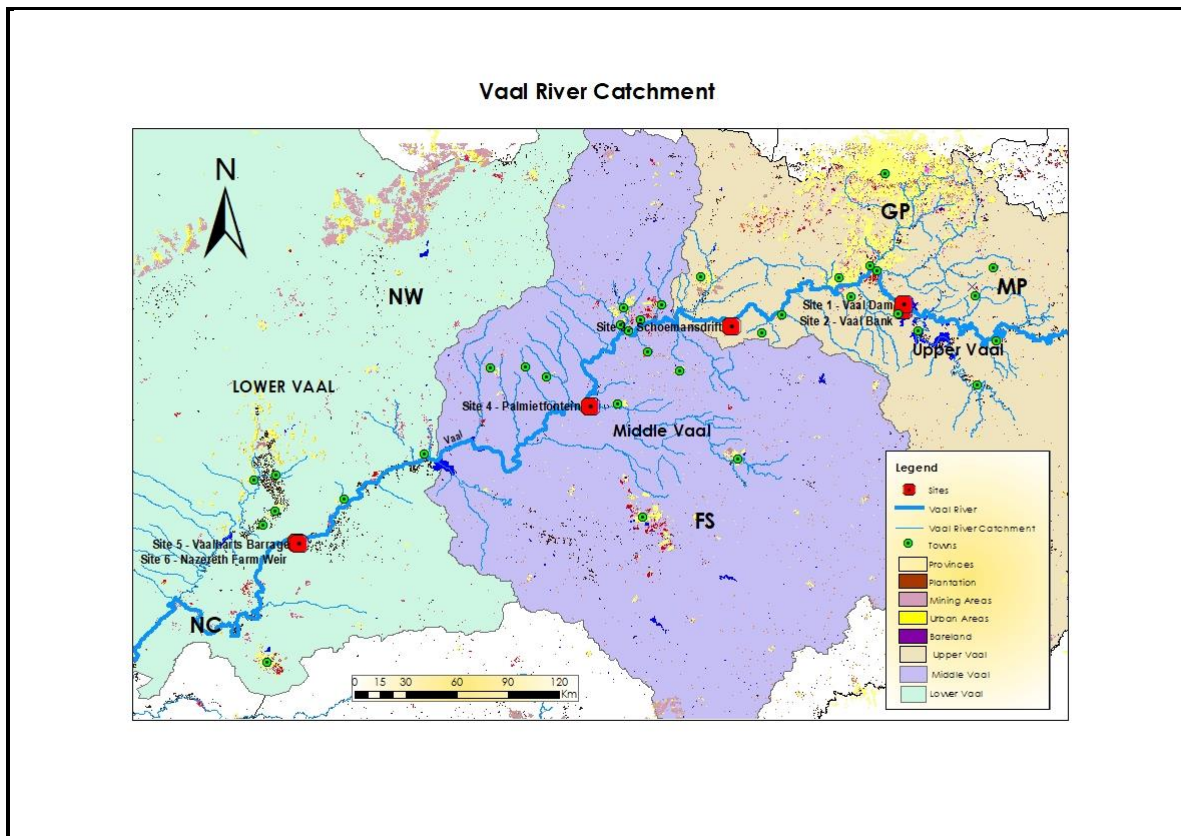 Vaal River Catchment
N
GP
NW
MP
Site 1 - Vaal Dam
Site 2 - Vaal Bank
Schoemansdrift
Upper Vaal
LOWER VAAL
Site 4 - Palmietfontein
Middle Vaal
Vaal
FS
Site 5 - Vaalharts Barrage
Site 6 - Nazereth Farm Weir
NC
0 15 30 60 90 120
Km
Legend
Sites
Vaal River
Vaal River Catchment
Towns
Provinces
Plantation
Mining Areas
Urban Areas
Bareland
Upper Vaal
Middle Vaal
Lower Vaal